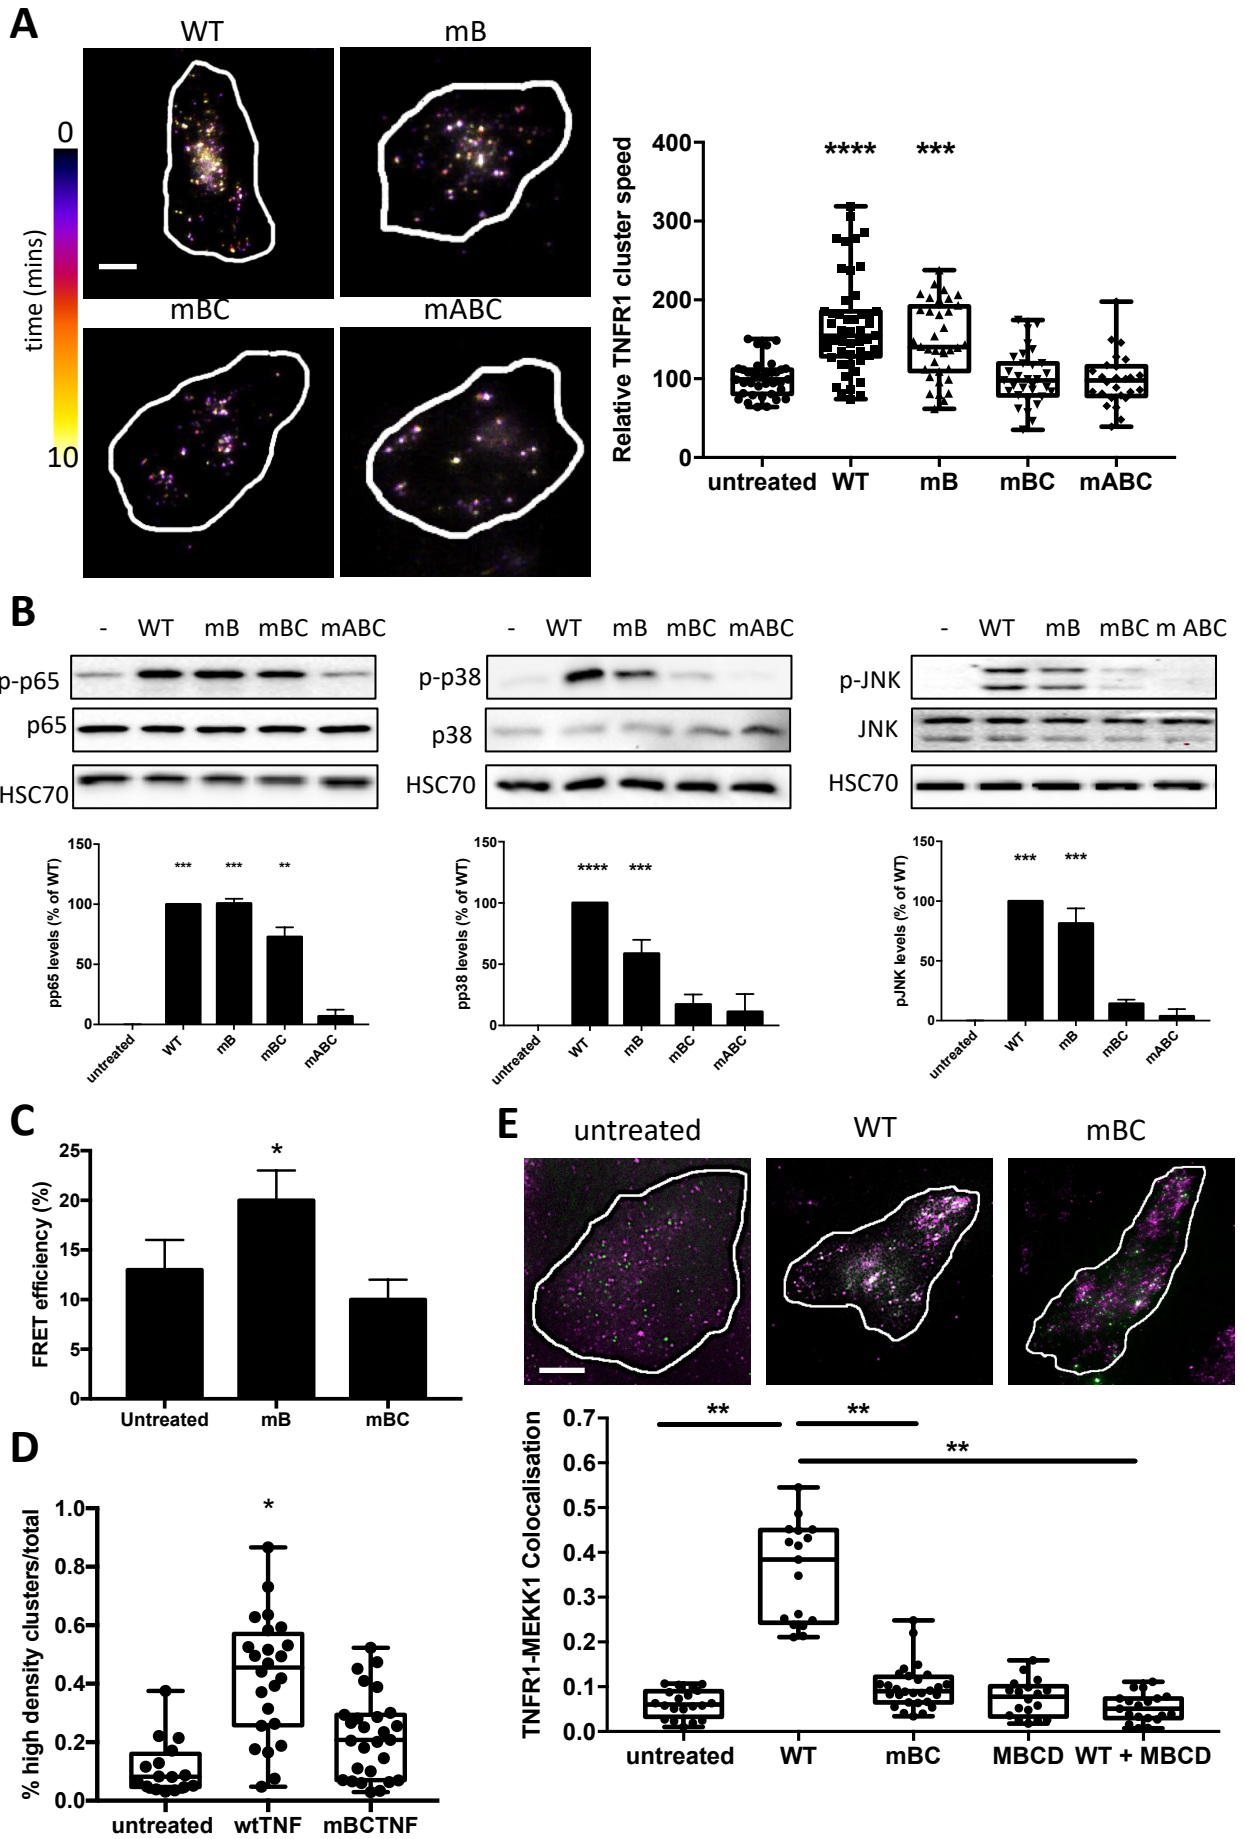 A
WT
mB
mBC
mABC
0
time (mins)
10
Relative TNFR1 cluster speed
400
300
200
100
0
**** ***
untreated WT mB mBC mABC
B
- WT mB mBC mABC
p-p65
p65
HSC70
- WT mB mBC mABC
p-p38
p38
HSC70
- WT mB mBC m ABC
p-JNK
JNK
HSC70
pp65 levels (% of WT)
150
100
50
0
*** *** **
untreated WT mB mBC mABC
pp38 levels (% of WT)
150
100
50
0
**** ***
untreated WT mB mBC mABC
pJNK levels (% of WT)
150
100
50
0
*** ***
untreated WT mB mBC mABC
C
FRET efficiency (%)
25
20
15
10
5
0
*
Untreated mB mBC
D
% high density clusters/total
1.0
0.8
0.6
0.4
0.2
0.0
*
untreated wtTNF mBCTNF
E
untreated WT mBC
TNFR1-MEKK1 Colocalisation
0.7
0.6
0.5
0.4
0.3
0.2
0.1
0.0
** **
**
untreated WT mBC MBCD WT + MBCD